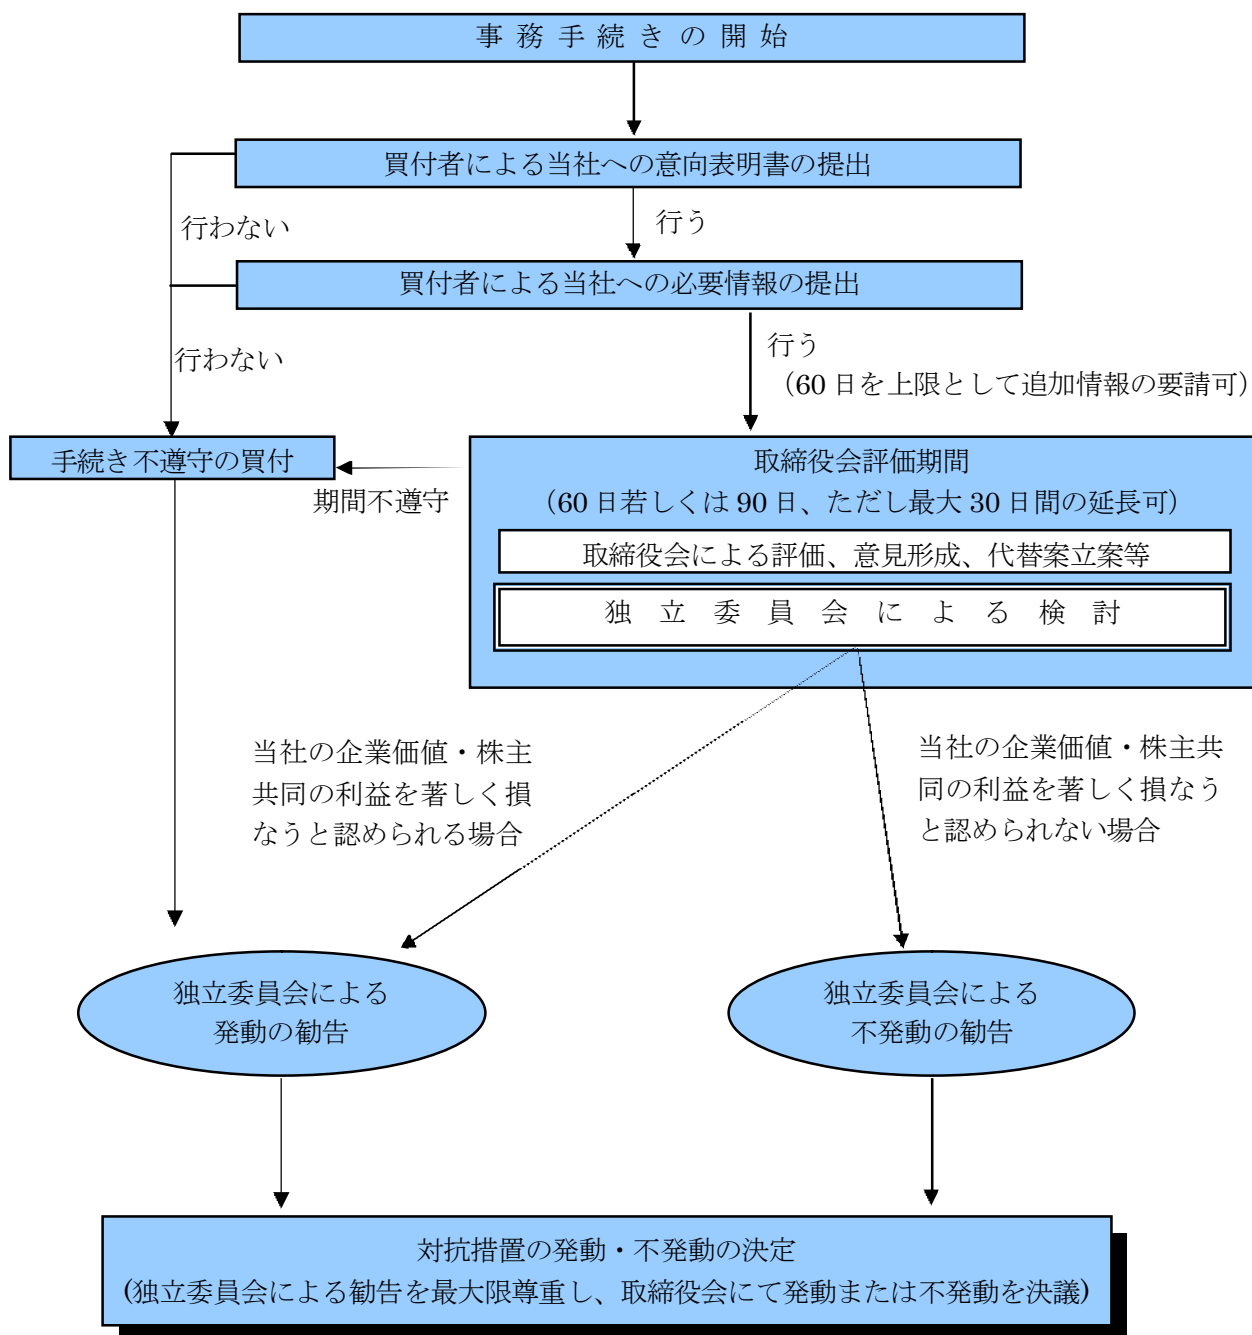 事務手続きの開始
買付者による当社への意向表明書の提出
行わない
行う
買付者による当社への必要情報の提出
行わない
行う
（60日を上限として追加情報の要請可）
手続き不遵守の買付
期間不遵守
取締役会評価期間
（60日若しくは90日、ただし最大30日間の延長可）
取締役会による評価、意見形成、代替案立案等
独立委員会による検討
当社の企業価値・株主
共同の利益を著しく損
なうと認められる場合
当社の企業価値・株主共
同の利益を著しく損なう
と認められない場合
独立委員会による
発動の勧告
独立委員会による
不発動の勧告
対抗措置の発動・不発動の決定
(独立委員会による勧告を最大限尊重し、取締役会にて発動または不発動を決議)